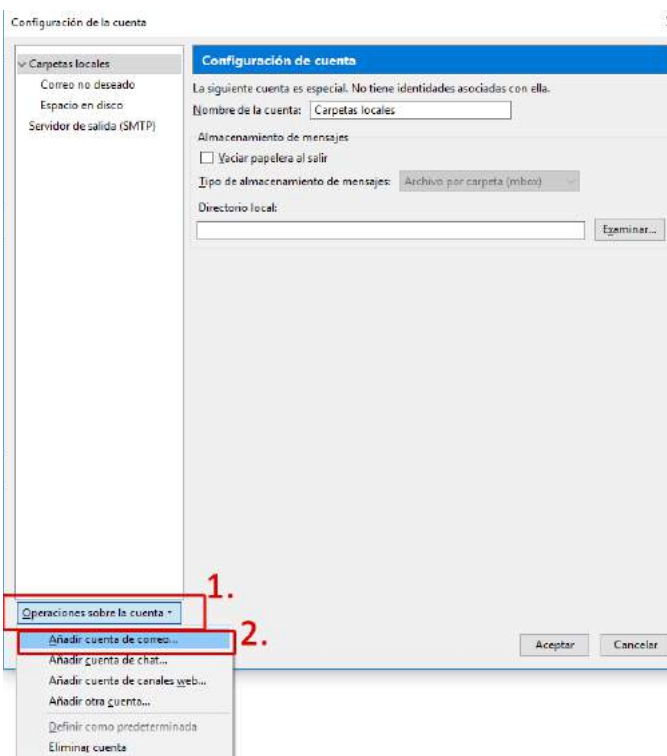 Configuración de la cuenta
Carpetas locales
Correo no deseado
Espacio en disco
Servidor de salida (SMTP)
Configuración de cuenta
La siguiente cuenta es especial. No tiene identidades asociadas con ella.
Nombre de la cuenta: Carpetas locales
Almacenamiento de mensajes
Vaciar papelera al salir
Tipo de almacenamiento de mensajes: Archivo por carpeta (mbox)
Directorio local:
Examinar...
1.
Operaciones sobre la cuenta
2.
Añadir cuenta de correo...
Añadir cuenta de chat...
Añadir cuenta de canales web...
Añadir otra cuenta...
Definir como predeterminada
Eliminar cuenta
Aceptar Cancelar